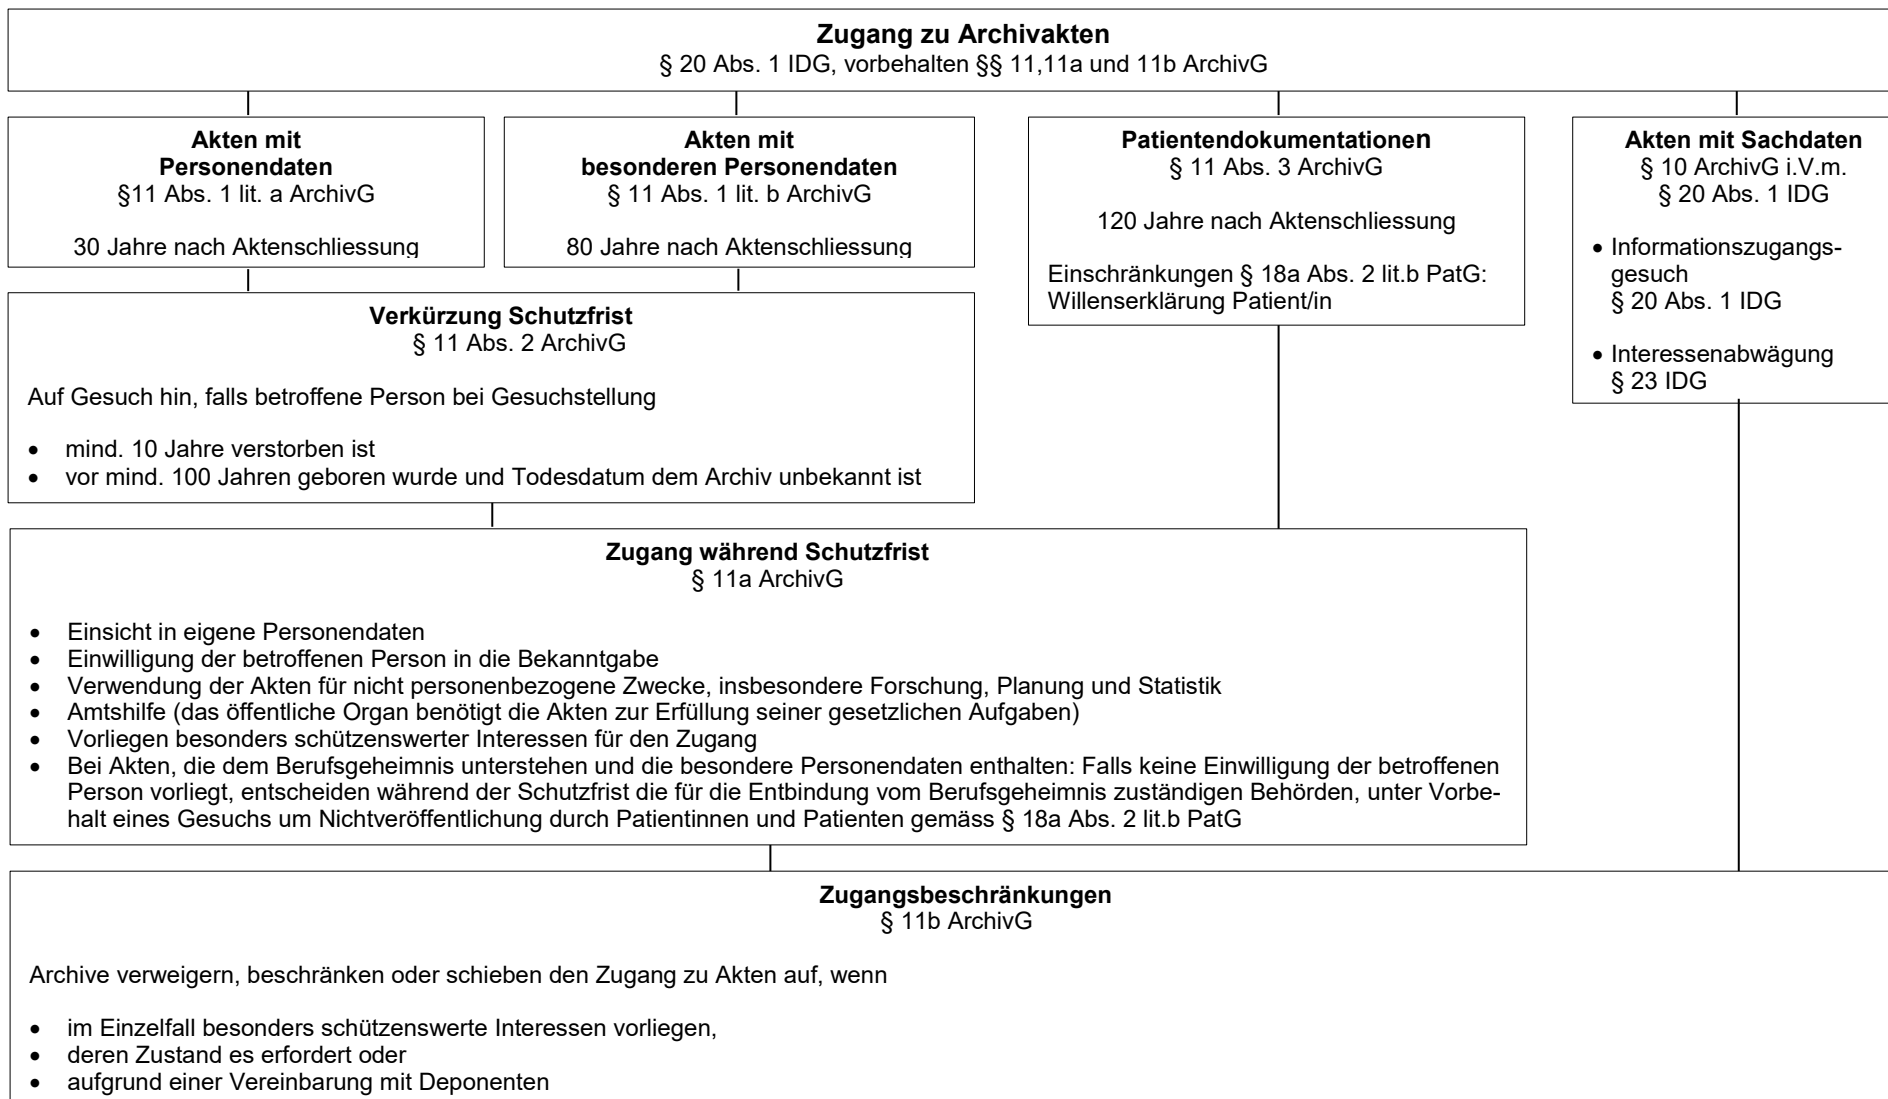 Zugang zu Archivakten
§ 20 Abs. 1 IDG, vorbehalten §§ 11,11a und 11b ArchivG
Akten mit
Personendaten
§11 Abs. 1 lit. a ArchivG
30 Jahre nach Aktenschliessung
Akten mit
besonderen Personendaten
§ 11 Abs. 1 lit. b ArchivG
80 Jahre nach Aktenschliessung
Patientendokumentationen
§ 11 Abs. 3 ArchivG
120 Jahre nach Aktenschliessung
Einschränkungen § 18a Abs. 2 lit.b PatG:
Willenserklärung Patient/in
Akten mit Sachdaten
§ 10 ArchivG i.V.m.
§ 20 Abs. 1 IDG
• Informationszugangs-
gesuch
§ 20 Abs. 1 IDG
• Interessenabwägung
§ 23 IDG
Verkürzung Schutzfrist
§ 11 Abs. 2 ArchivG
Auf Gesuch hin, falls betroffene Person bei Gesuchstellung
• mind. 10 Jahre verstorben ist
• vor mind. 100 Jahren geboren wurde und Todesdatum dem Archiv unbekannt ist
Zugang während Schutzfrist
§ 11a ArchivG
• Einsicht in eigene Personendaten
• Einwilligung der betroffenen Person in die Bekanntgabe
• Verwendung der Akten für nicht personenbezogene Zwecke, insbesondere Forschung, Planung und Statistik
• Amtshilfe (das öffentliche Organ benötigt die Akten zur Erfüllung seiner gesetzlichen Aufgaben)
• Vorliegen besonders schützenswerter Interessen für den Zugang
• Bei Akten, die dem Berufsgeheimnis unterstehen und die besondere Personendaten enthalten: Falls keine Einwilligung der betroffenen
Person vorliegt, entscheiden während der Schutzfrist die für die Entbindung vom Berufsgeheimnis zuständigen Behörden, unter Vorbe-
halt eines Gesuchs um Nichtveröffentlichung durch Patientinnen und Patienten gemäss § 18a Abs. 2 lit.b PatG
Zugangsbeschränkungen
§ 11b ArchivG
Archive verweigern, beschränken oder schieben den Zugang zu Akten auf, wenn
• im Einzelfall besonders schützenswerte Interessen vorliegen,
• deren Zustand es erfordert oder
• aufgrund einer Vereinbarung mit Deponenten